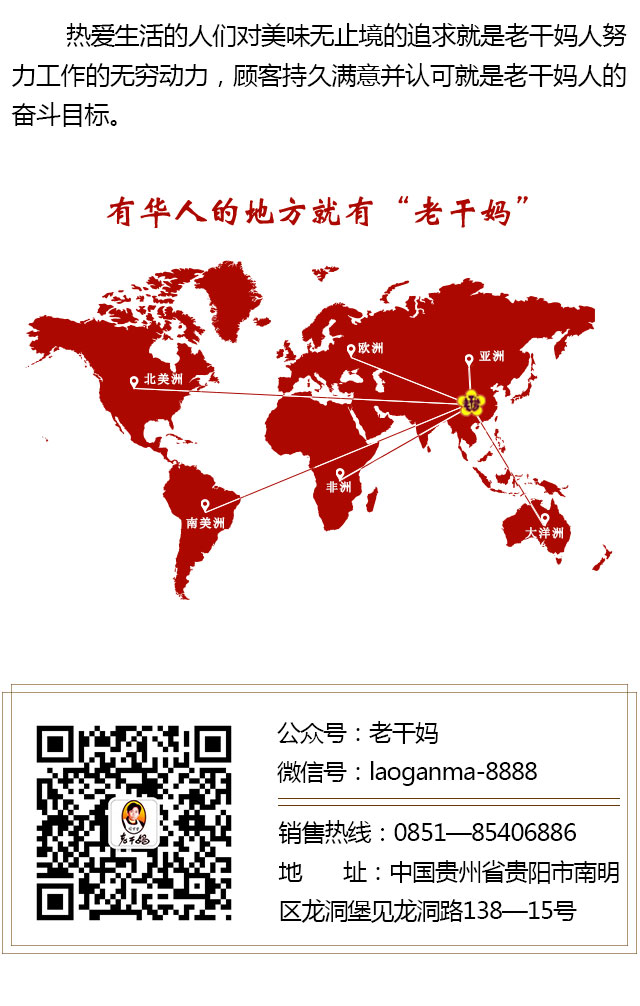 热爱生活的人们对美味无止境的追求就是老干妈人努
力工作的无穷动力，顾客持久满意并认可就是老干妈人的
奋斗目标。
有华人的地方就有“老干妈”
欧洲
亚洲
北美洲
非洲
南美洲
大洋洲
公众号：老干妈
微信号：laoganma-8888
老干妈
销售热线：0851—85406886
地　　址：中国贵州省贵阳市南明
区龙洞堡见龙洞路138—15号